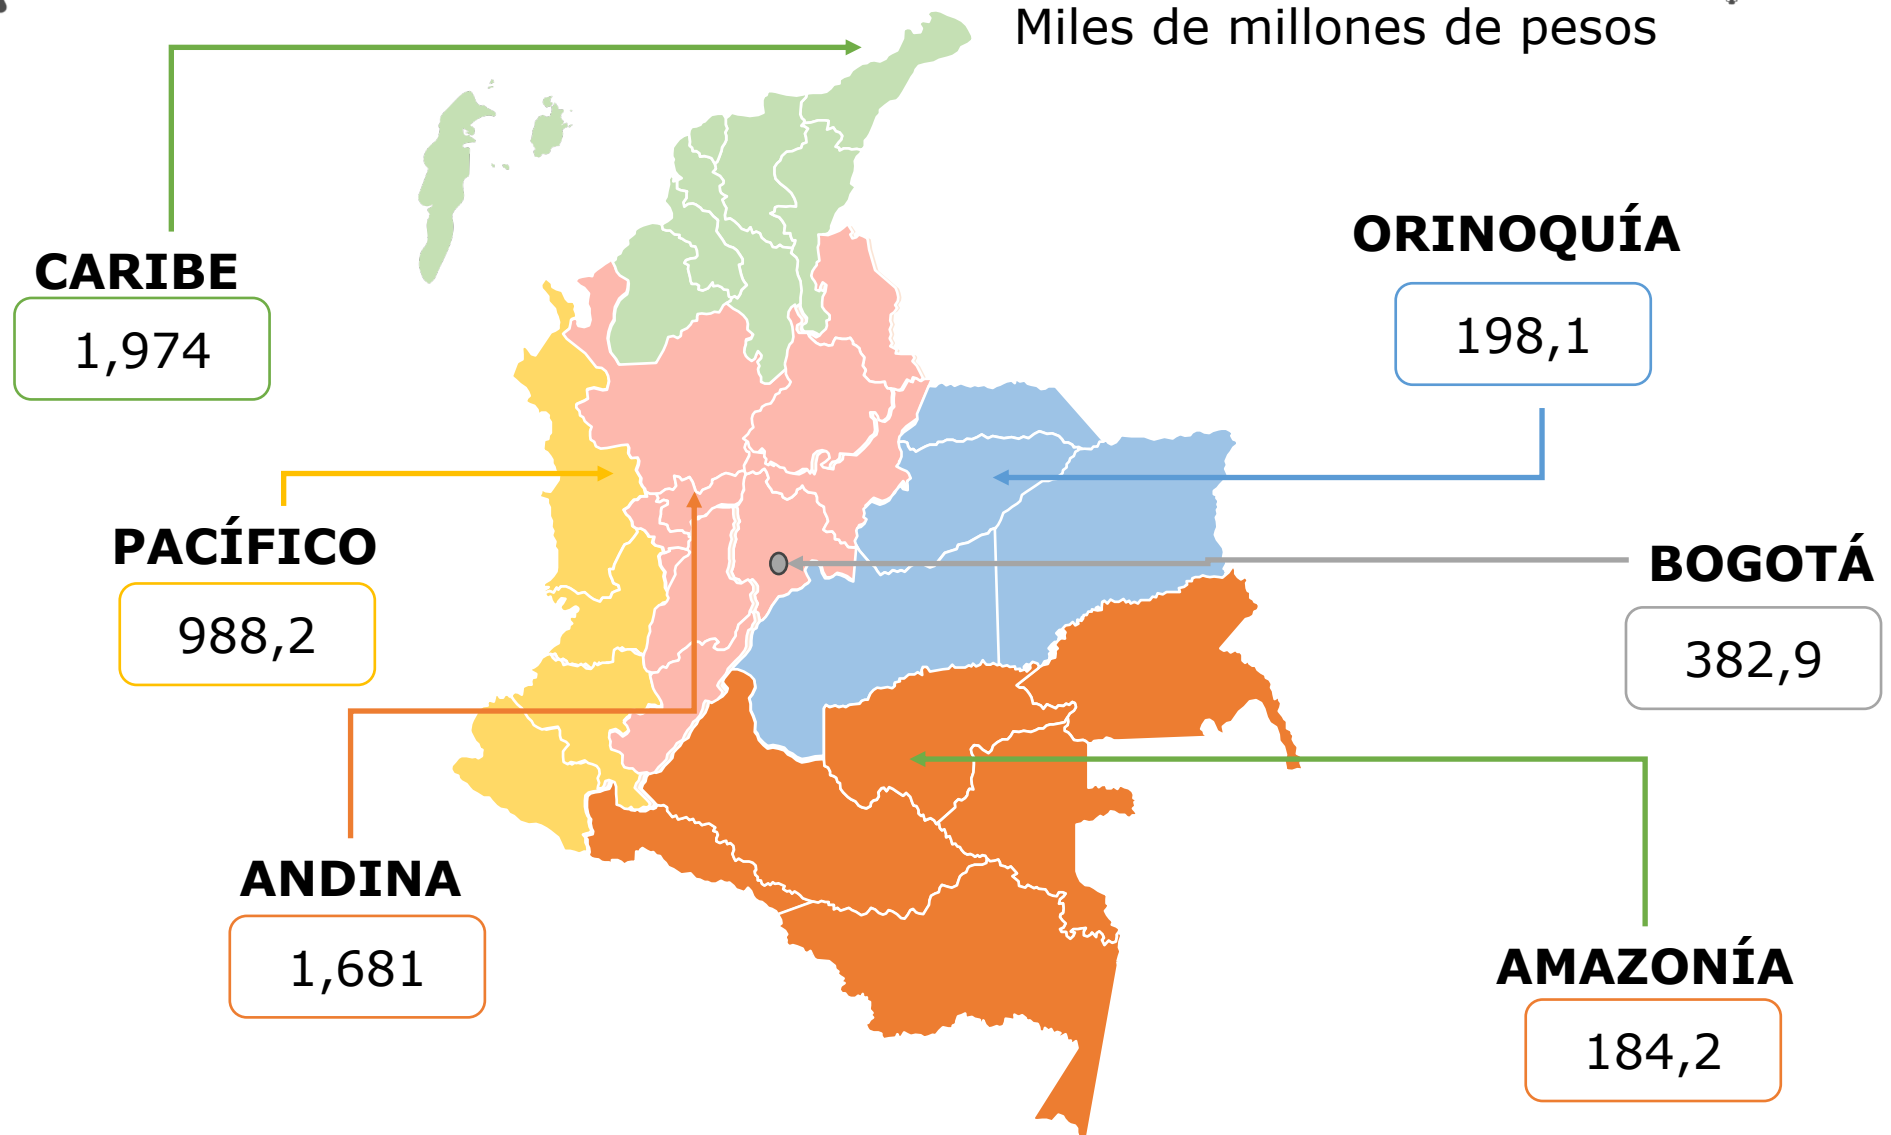 Miles de millones de pesos
CARIBE
1,974
ORINOQUÍA
198,1
PACÍFICO
988,2
BOGOTÁ
382,9
ANDINA
1,681
AMAZONÍA
184,2